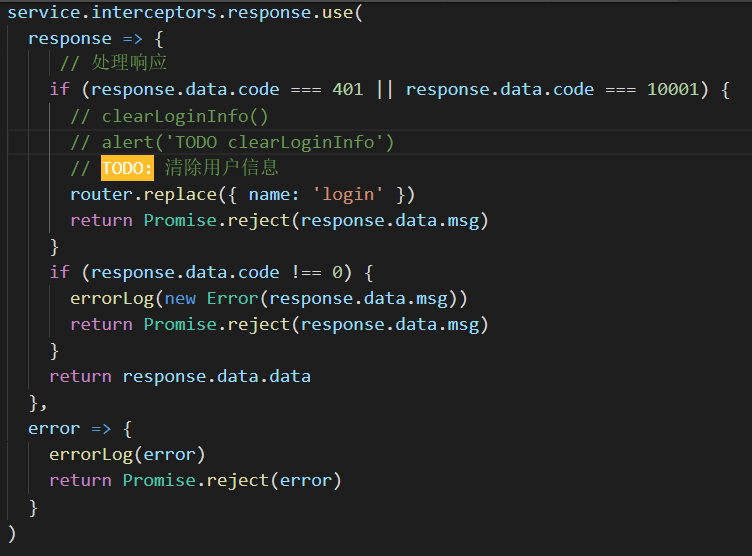 service.interceptors.response.use(
  response => {
     // 处理响应
    if (response.data.code === 401 || response.data.code === 10001) {
      // clearLoginInfo()
      // alert('TODO clearLoginInfo')
      // TODO: 清除用户信息
      router.replace({ name: 'login' })
      return Promise.reject(response.data.msg)
    }
    if (response.data.code !== 0) {
      errorLog(new Error(response.data.msg))
      return Promise.reject(response.data.msg)
    }
    return response.data.data
  },
  error => {
    errorLog(error)
    return Promise.reject(error)
  }
)